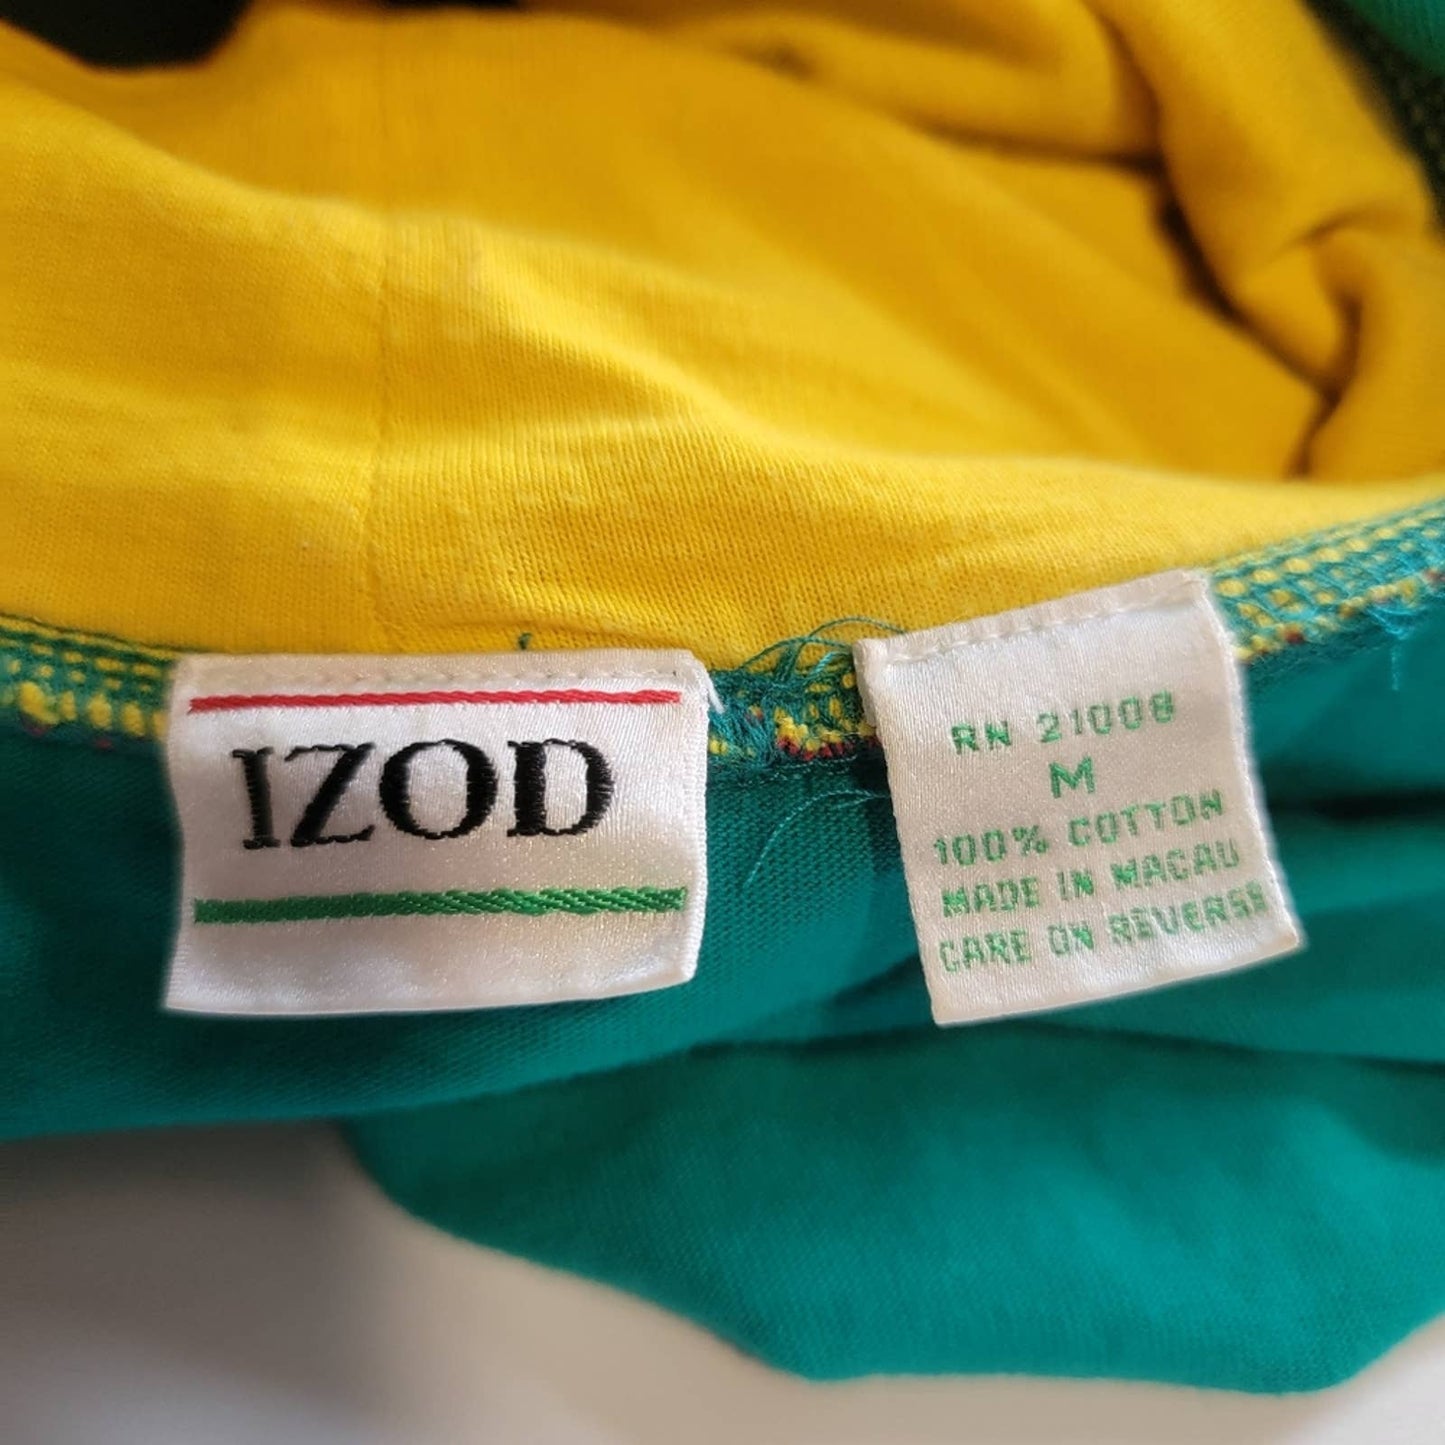 IZOD
RN 21008
M
100% COTTON
MADE IN MACAU
CARE ON REVERSE